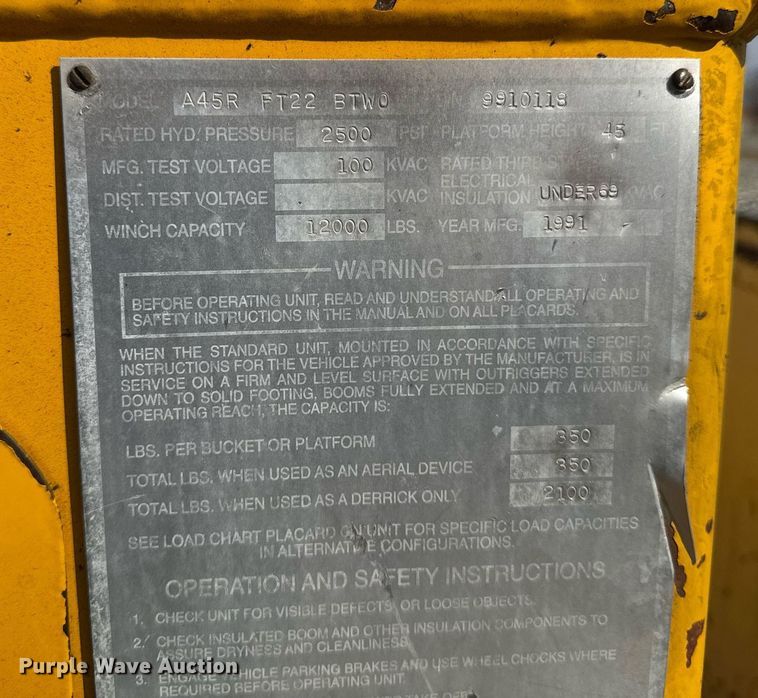 MODEL A45R FT22 BTWO S/N 9910118
RATED HYD. PRESSURE 2500 PSI PLATFORM HEIGHT 45 FT
MFG. TEST VOLTAGE 100 KVAC RATED THIRD
DIST. TEST VOLTAGE KVAC ELECTRICAL INSULATION UNDER69 KVAC
WINCH CAPACITY 12000 LBS. YEAR MFG. 1991
WARNING
BEFORE OPERATING UNIT, READ AND UNDERSTAND ALL OPERATING AND
SAFETY INSTRUCTIONS IN THE MANUAL AND ON ALL PLACARDS.
WHEN THE STANDARD UNIT, MOUNTED IN ACCORDANCE WITH SPECIFIC
INSTRUCTIONS FOR THE VEHICLE APPROVED BY THE MANUFACTURER, IS IN
SERVICE ON A FIRM AND LEVEL SURFACE WITH OUTRIGGERS EXTENDED
DOWN TO SOLID FOOTING, BOOMS FULLY EXTENDED AND AT A MAXIMUM
OPERATING REACH, THE CAPACITY IS:
LBS. PER BUCKET OR PLATFORM 350
TOTAL LBS. WHEN USED AS AN AERIAL DEVICE 350
TOTAL LBS. WHEN USED AS A DERRICK ONLY 2100
SEE LOAD CHART PLACARD ON UNIT FOR SPECIFIC LOAD CAPACITIES
IN ALTERNATIVE CONFIGURATIONS.
OPERATION AND SAFETY INSTRUCTIONS
1. CHECK UNIT FOR VISIBLE DEFECTS, OR LOOSE OBJECTS.
2. CHECK INSULATED BOOM AND OTHER INSULATION COMPONENTS TO
ASSURE DRYNESS AND CLEANLINESS.
3. ENGAGE VEHICLE PARKING BRAKES AND USE WHEEL CHOCKS WHERE
REQUIRED BEFORE OPERATING UNIT.
Purple Wave Auction